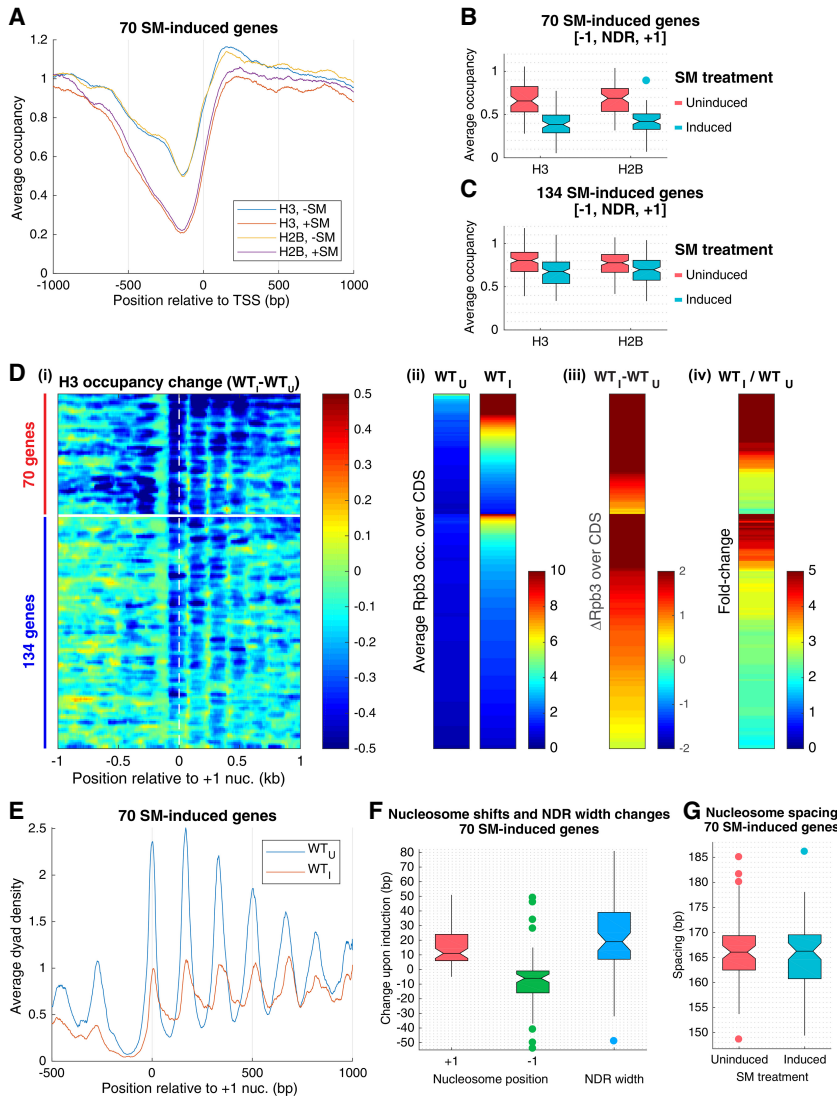 A
70 SM-induced genes
1.2
1
0.8
0.6
0.4
0.2
0
Average occupancy
H3, -SM
H3, +SM
H2B, -SM
H2B, +SM
-1000 -500 0 500 1000
Position relative to TSS (bp)
B
70 SM-induced genes
[-1, NDR, +1]
Average occupancy
1
0.5
0
H3 H2B
SM treatment
Uninduced
Induced
C
134 SM-induced genes
[-1, NDR, +1]
Average occupancy
1
0.5
0
H3 H2B
SM treatment
Uninduced
Induced
D
(i) H3 occupancy change (WT_I-WT_U)
70 genes
134 genes
0.5
0.4
0.3
0.2
0.1
0
-0.1
-0.2
-0.3
-0.4
-0.5
-1 -0.5 0 0.5 1
Position relative to +1 nuc. (kb)
(ii) WT_U WT_I
Average Rpb3 occ. over CDS
10
8
6
4
2
0
(iii) WT_I-WT_U
ΔRpb3 over CDS
2
1
0
-1
-2
(iv) WT_I / WT_U
Fold-change
5
4
3
2
1
0
E
70 SM-induced genes
2.5
2
1.5
1
0.5
0
Average dyad density
WT_U
WT_I
-500 0 500 1000
Position relative to +1 nuc. (bp)
F
Nucleosome shifts and NDR width changes
70 SM-induced genes
Change upon induction (bp)
80
70
60
50
40
30
20
10
0
-10
-20
-30
-40
-50
+1 -1
Nucleosome position NDR width
G
Nucleosome spacing
70 SM-induced genes
Spacing (bp)
185
180
175
170
165
160
155
150
Uninduced Induced
SM treatment